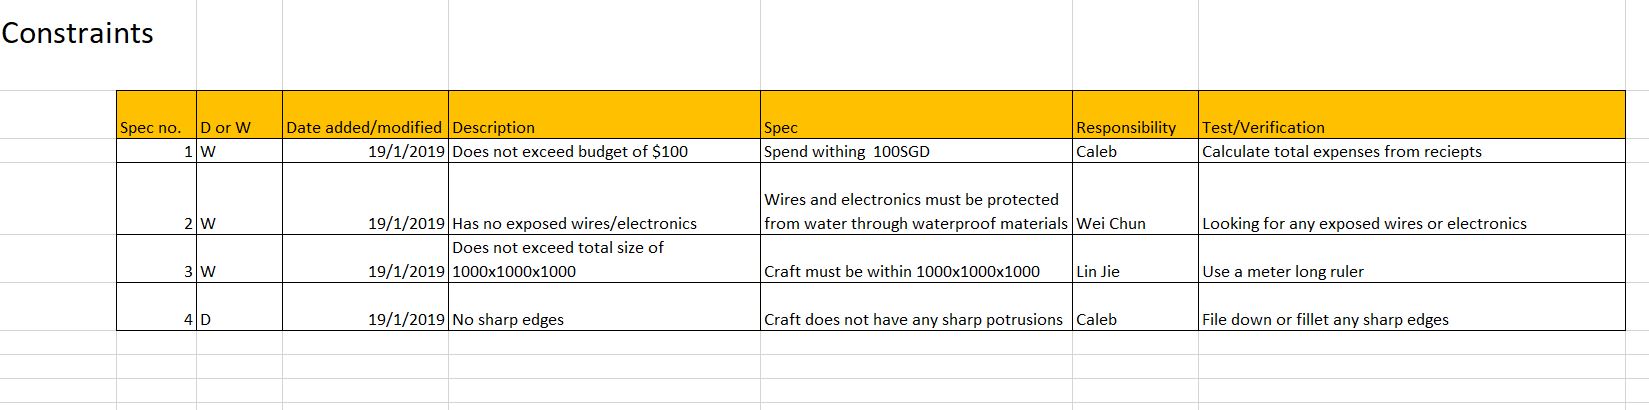 Constraints
Spec no. D or W Date added/modified Description Spec Responsibility Test/Verification
1 W 19/1/2019 Does not exceed budget of $100 Spend withing 100SGD Caleb Calculate total expenses from reciepts
Wires and electronics must be protected
2 W 19/1/2019 Has no exposed wires/electronics from water through waterproof materials Wei Chun Looking for any exposed wires or electronics
Does not exceed total size of
3 W 19/1/2019 1000x1000x1000 Craft must be within 1000x1000x1000 Lin Jie Use a meter long ruler
4 D 19/1/2019 No sharp edges Craft does not have any sharp potrusions Caleb File down or fillet any sharp edges